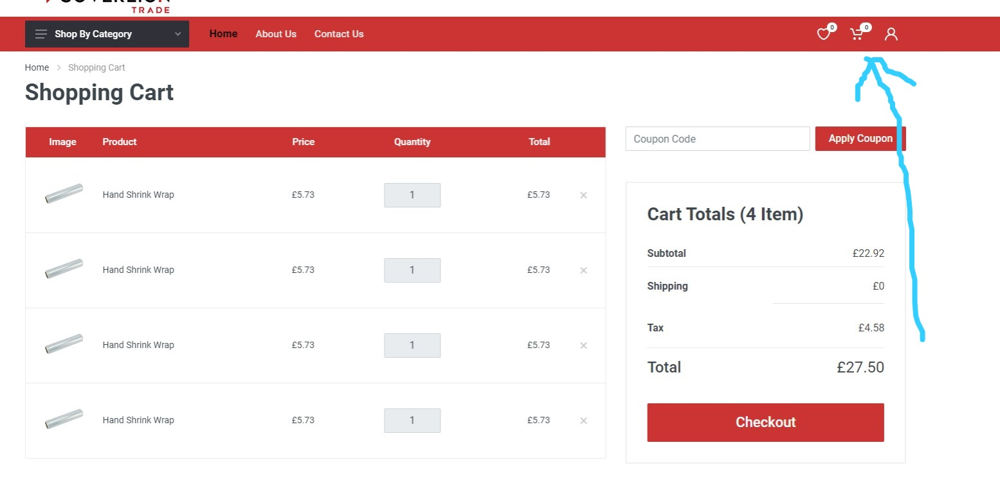 SOVEREIGN
TRADE
Shop By Category Home About Us Contact Us 0 0
Home Shopping Cart
Shopping Cart
Image Product Price Quantity Total
Hand Shrink Wrap £5.73 1 £5.73 ×
Hand Shrink Wrap £5.73 1 £5.73 ×
Hand Shrink Wrap £5.73 1 £5.73 ×
Hand Shrink Wrap £5.73 1 £5.73 ×
Coupon Code Apply Coupon
Cart Totals (4 Item)
Subtotal £22.92
Shipping £0
Tax £4.58
Total £27.50
Checkout